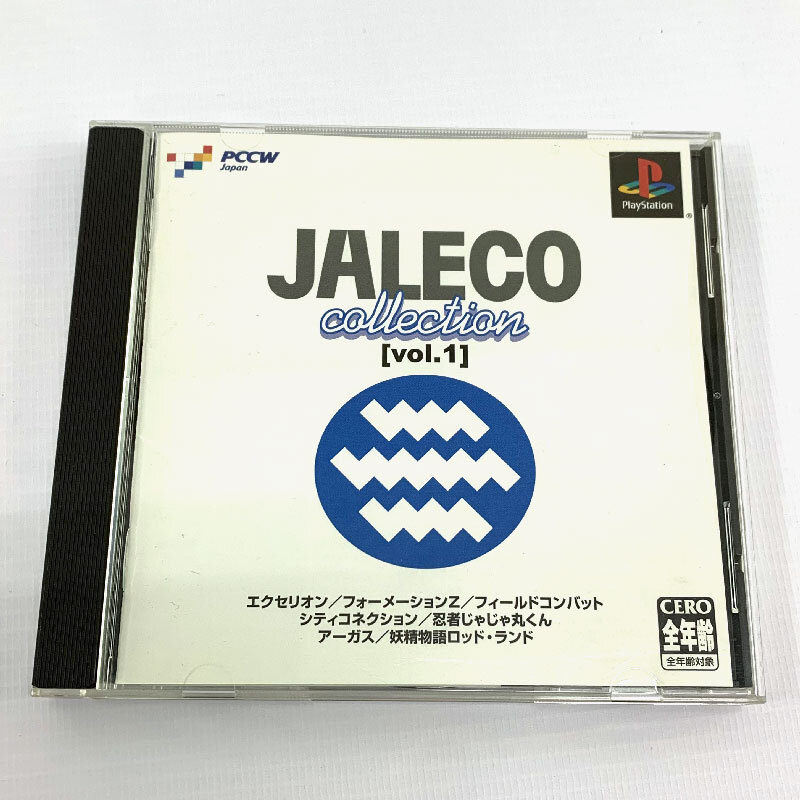 PCCW
Japan
PlayStation
®
JALECO
collection
[vol.1]
エクセリオン／フォーメーションZ／フィールドコンバット
シティコネクション／忍者じゃじゃ丸くん
アーガス／妖精物語ロッド・ランド
CERO
全年齢
全年齢対象